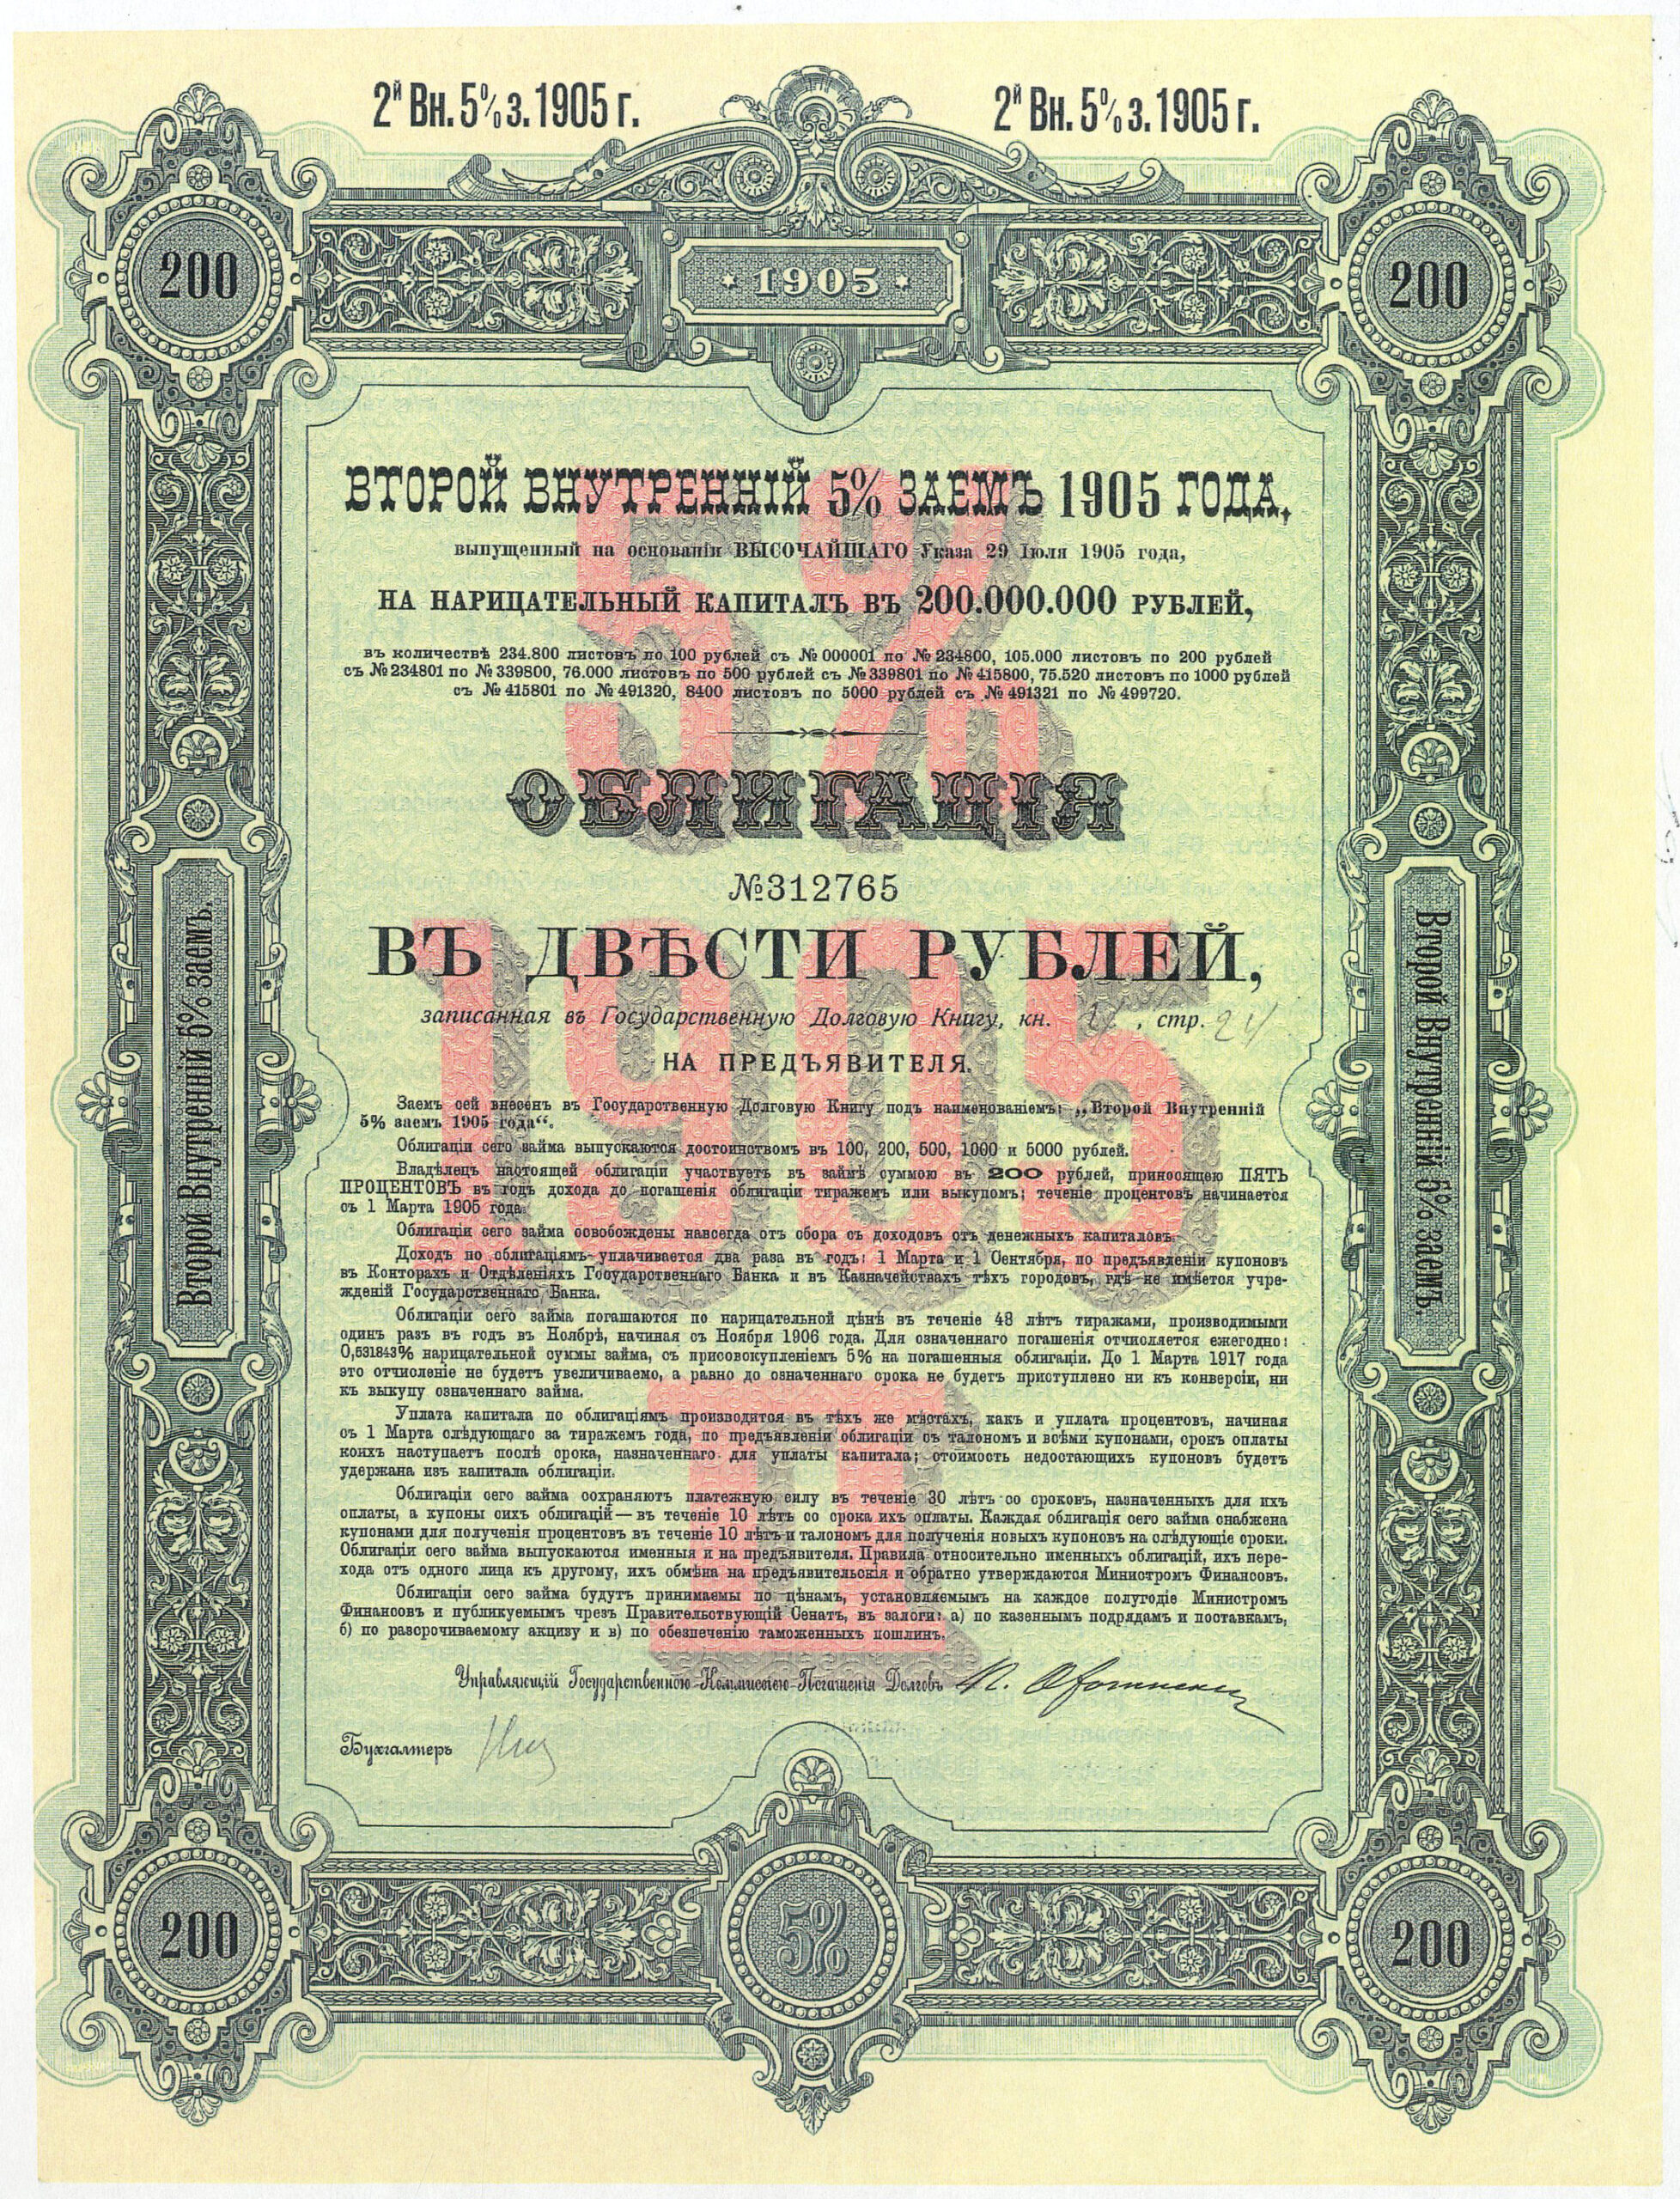 2й Вн. 5% з. 1905 г.
2й Вн. 5% з. 1905 г.
200
1905
200
ВТОРОЙ ВНУТРЕННІЙ 5% ЗАЕМЪ 1905 ГОДА,
выпущенный на основаніи ВЫСОЧАЙШАГО Указа 29 Іюля 1905 года,
НА НАРИЦАТЕЛЬНЫЙ КАПИТАЛЪ ВЪ 200.000.000 РУБЛЕЙ,
въ количествѣ 234.800 листовъ по 100 рублей съ № 000001 по № 234800, 105.000 листовъ по 200 рублей
съ № 234801 по № 339800, 76.000 листовъ по 500 рублей съ № 339801 по № 415800, 75.520 листовъ по 1000 рублей
съ № 415801 по № 491320, 8400 листовъ по 5000 рублей съ № 491321 по № 499720.
5%
ОБЛИГАЦІЯ
№312765
1905
ВЪ ДВѢСТИ РУБЛЕЙ,
записанная въ Государственную Долговую Книгу, кн. , стр. 24
НА ПРЕДЪЯВИТЕЛЯ.
Заемъ сей внесенъ въ Государственную Долговую Книгу подъ наименованіемъ: „Второй Внутренній
5% заемъ 1905 года“.
Облигаціи сего займа выпускаются достоинствомъ въ 100, 200, 500, 1000 и 5000 рублей.
Владѣлецъ настоящей облигаціи участвуетъ въ займѣ суммою въ 200 рублей, приносящею ПЯТЬ
ПРОЦЕНТОВЪ въ годъ дохода до погашенія облигаціи тиражемъ или выкупомъ; теченіе процентовъ начинается
съ 1 Марта 1905 года.
Облигаціи сего займа освобождены навсегда отъ сбора съ доходовъ отъ денежныхъ капиталовъ.
Доходъ по облигаціямъ уплачивается два раза въ годъ: 1 Марта и 1 Сентября, по предъявленіи купоновъ
въ Конторахъ и Отдѣленіяхъ Государственнаго Банка и въ Казначействахъ тѣхъ городовъ, гдѣ не имѣется учре-
жденій Государственнаго Банка.
Облигаціи сего займа погашаются по нарицательной цѣнѣ въ теченіе 48 лѣтъ тиражами, производимыми
одинъ разъ въ годъ въ Ноябрѣ, начиная съ Ноября 1906 года. Для означеннаго погашенія отчисляется ежегодно:
0,531843% нарицательной суммы займа, съ присовокупленіемъ 5% на погашенныя облигаціи. До 1 Марта 1917 года
это отчисленіе не будетъ увеличиваемо, а равно до означеннаго срока не будетъ приступлено ни къ конверсіи, ни
къ выкупу означеннаго займа.
Уплата капитала по облигаціямъ производится въ тѣхъ же мѣстахъ, какъ и уплата процентовъ, начиная
съ 1 Марта слѣдующаго за тиражемъ года, по предъявленіи облигаціи съ талономъ и всѣми купонами, срокъ оплаты
коихъ наступаетъ послѣ срока, назначеннаго для уплаты капитала; стоимость недостающихъ купоновъ будетъ
удержана изъ капитала облигаціи.
Облигаціи сего займа сохраняютъ платежную силу въ теченіе 30 лѣтъ со сроковъ, назначенныхъ для ихъ
оплаты, а купоны сихъ облигацій — въ теченіе 10 лѣтъ со срока ихъ оплаты. Каждая облигація сего займа снабжена
купонами для полученія процентовъ въ теченіе 10 лѣтъ и талономъ для полученія новыхъ купоновъ на слѣдующіе сроки.
Облигаціи сего займа выпускаются именныя и на предъявителя. Правила относительно именныхъ облигацій, ихъ пере-
хода отъ одного лица къ другому, ихъ обмѣна на предъявительскія и обратно утверждаются Министромъ Финансовъ.
Облигаціи сего займа будутъ принимаемы по цѣнамъ, установляемымъ на каждое полугодіе Министромъ
Финансовъ и публикуемымъ чрезъ Правительствующій Сенатъ, въ залоги: а) по казеннымъ подрядамъ и поставкамъ,
б) по разсрочиваемому акцизу и в) по обезпеченію таможенныхъ пошлинъ.
П
Управляющій Государственною Коммисіею Погашенія Долговъ
Бухгалтеръ
Второй Внутренній 5% заемъ.
Второй Внутренній 5% заемъ.
200
5%
200